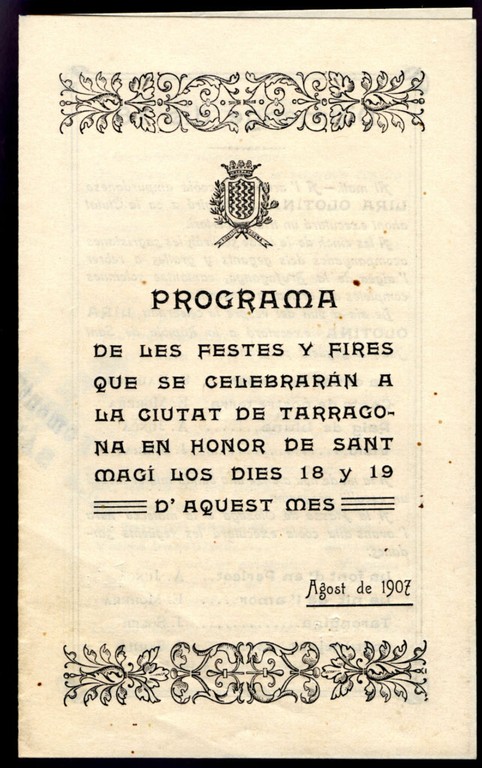 PROGRAMA
DE LES FESTES Y FIRES
QUE SE CELEBRARÁN A
LA CIUTAT DE TARRAGO-
NA EN HONOR DE SANT
MAGÍ LOS DIES 18 y 19
D'AQUEST MES
Agost de 1907